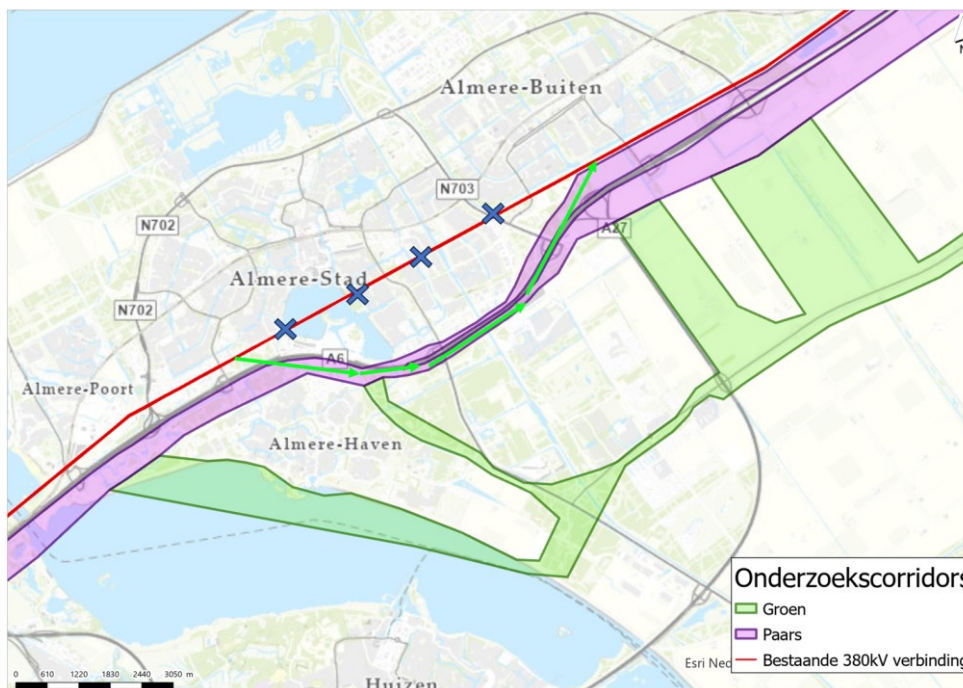 Almere-Buiten
N703
N702
A27
Almere-Stad
N702
A6
Almere-Poort
Almere-Haven
Onderzoekscorridors
Groen
Paars
Bestaande 380kV verbinding
Esri Ned
0 610 1220 1830 2440 3050 m
Huizen